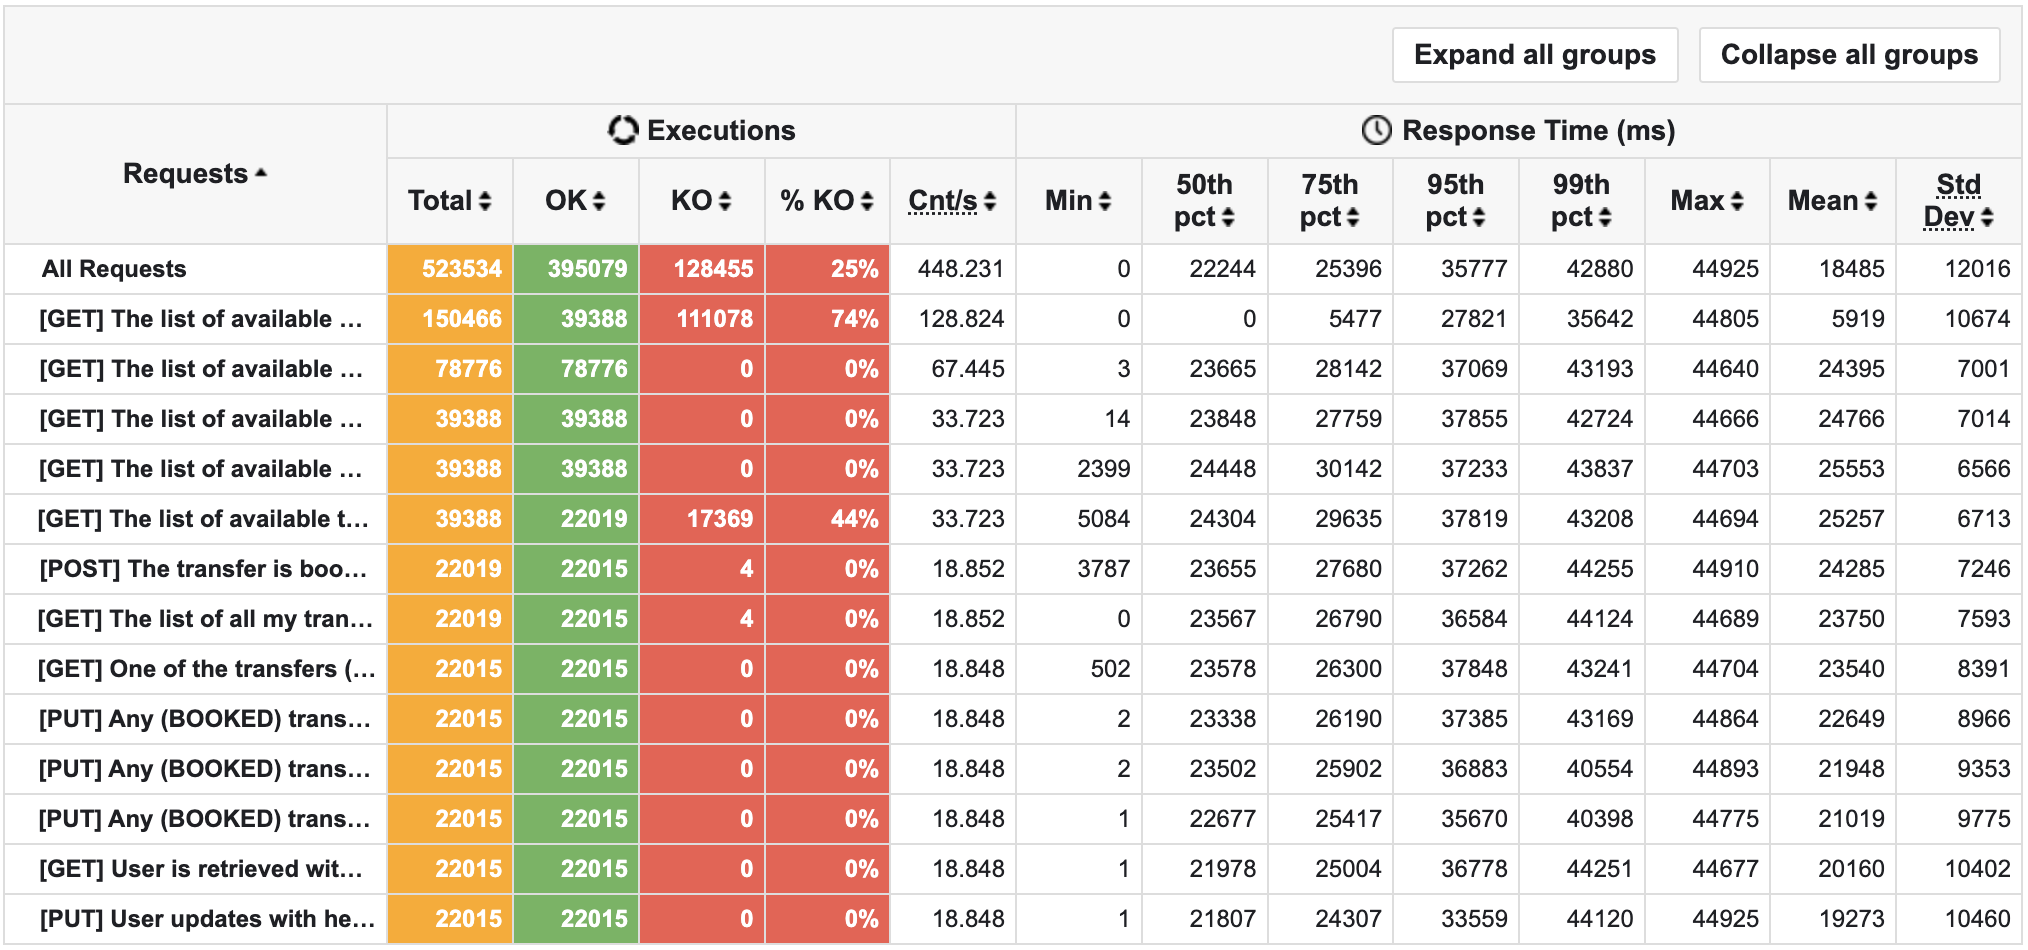 Expand all groups Collapse all groups
Requests Executions Response Time (ms)
Total OK KO % KO Cnt/s Min 50th pct 75th pct 95th pct 99th pct Max Mean Std Dev
All Requests 523534 395079 128455 25% 448.231 0 22244 25396 35777 42880 44925 18485 12016
[GET] The list of available ... 150466 39388 111078 74% 128.824 0 0 5477 27821 35642 44805 5919 10674
[GET] The list of available ... 78776 78776 0 0% 67.445 3 23665 28142 37069 43193 44640 24395 7001
[GET] The list of available ... 39388 39388 0 0% 33.723 14 23848 27759 37855 42724 44666 24766 7014
[GET] The list of available ... 39388 39388 0 0% 33.723 2399 24448 30142 37233 43837 44703 25553 6566
[GET] The list of available t... 39388 22019 17369 44% 33.723 5084 24304 29635 37819 43208 44694 25257 6713
[POST] The transfer is boo... 22019 22015 4 0% 18.852 3787 23655 27680 37262 44255 44910 24285 7246
[GET] The list of all my tran... 22019 22015 4 0% 18.852 0 23567 26790 36584 44124 44689 23750 7593
[GET] One of the transfers (... 22015 22015 0 0% 18.848 502 23578 26300 37848 43241 44704 23540 8391
[PUT] Any (BOOKED) trans... 22015 22015 0 0% 18.848 2 23338 26190 37385 43169 44864 22649 8966
[PUT] Any (BOOKED) trans... 22015 22015 0 0% 18.848 2 23502 25902 36883 40554 44893 21948 9353
[PUT] Any (BOOKED) trans... 22015 22015 0 0% 18.848 1 22677 25417 35670 40398 44775 21019 9775
[GET] User is retrieved wit... 22015 22015 0 0% 18.848 1 21978 25004 36778 44251 44677 20160 10402
[PUT] User updates with he... 22015 22015 0 0% 18.848 1 21807 24307 33559 44120 44925 19273 10460